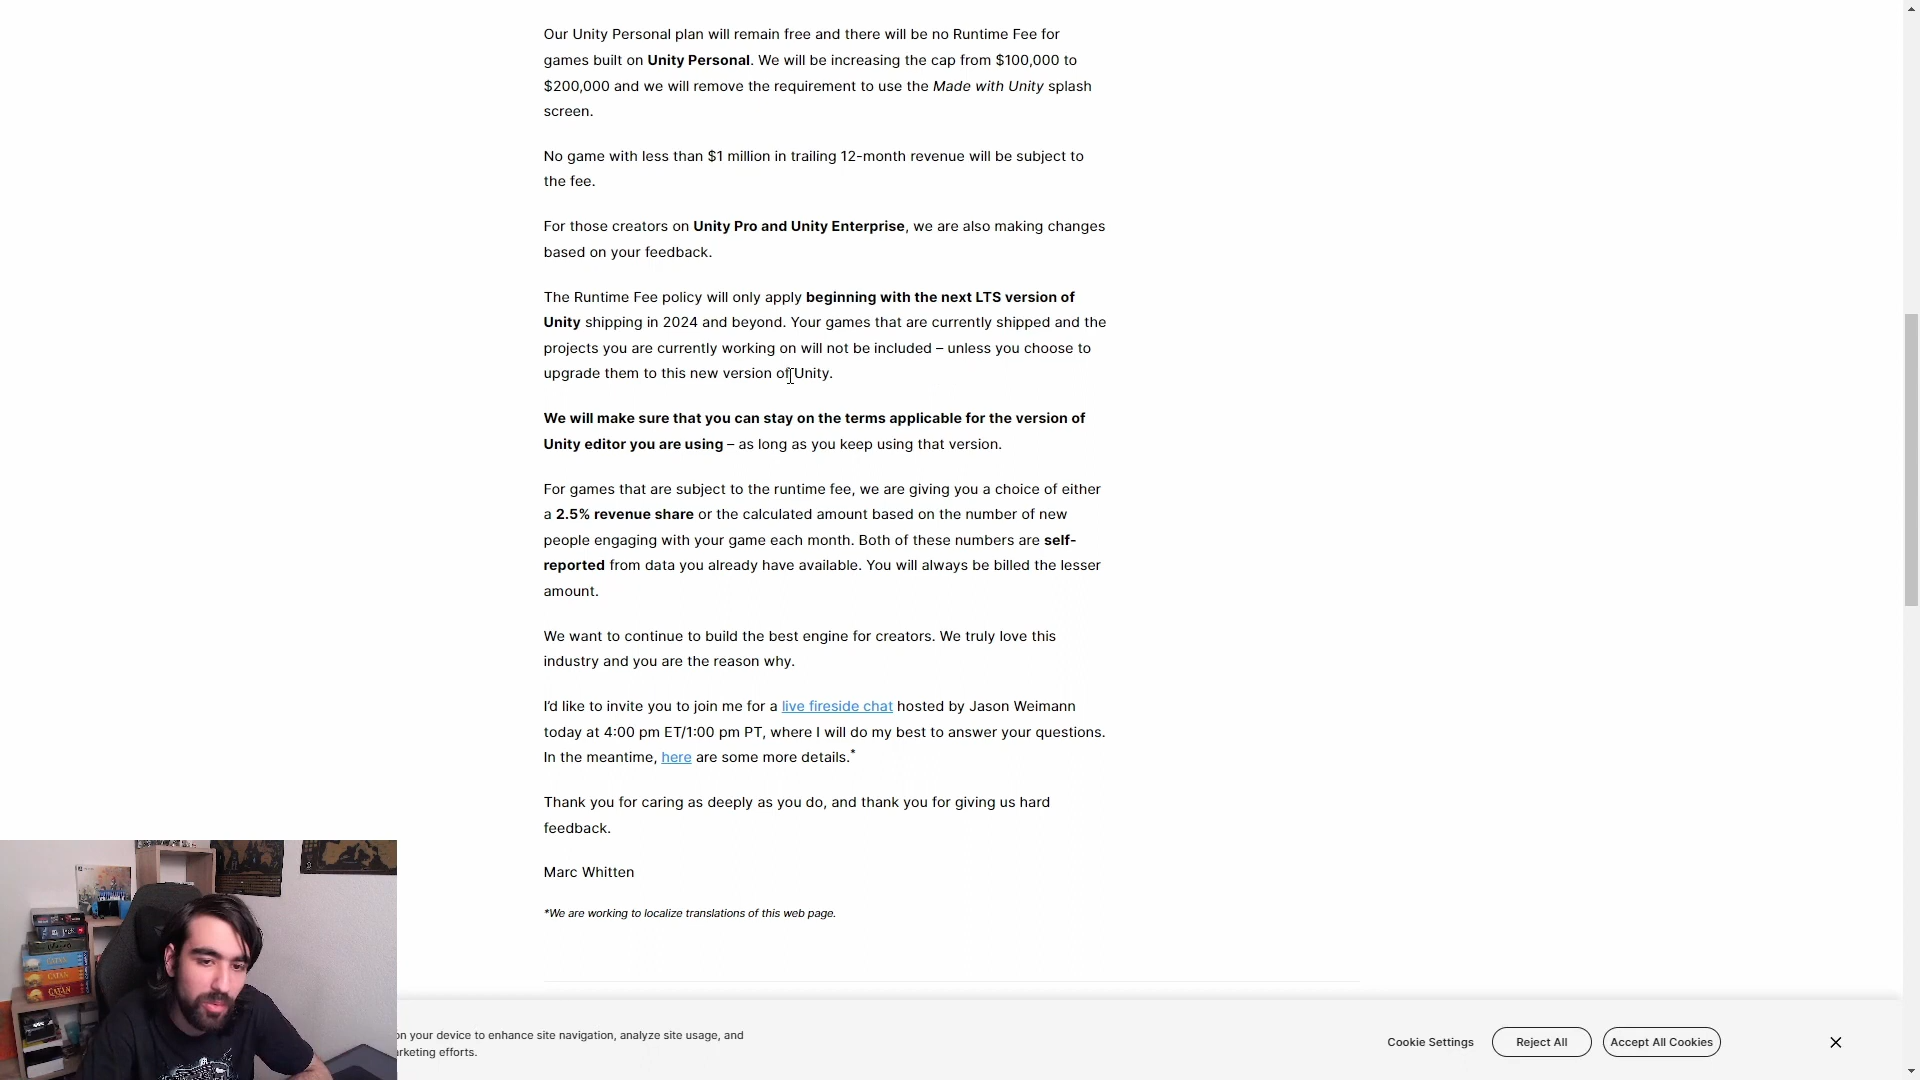 Our Unity Personal plan will remain free and there will be no Runtime Fee for
games built on Unity Personal. We will be increasing the cap from $100,000 to
$200,000 and we will remove the requirement to use the Made with Unity splash
screen.
No game with less than $1 million in trailing 12-month revenue will be subject to
the fee.
For those creators on Unity Pro and Unity Enterprise, we are also making changes
based on your feedback.
The Runtime Fee policy will only apply beginning with the next LTS version of
Unity shipping in 2024 and beyond. Your games that are currently shipped and the
projects you are currently working on will not be included – unless you choose to
upgrade them to this new version of Unity.
We will make sure that you can stay on the terms applicable for the version of
Unity editor you are using – as long as you keep using that version.
For games that are subject to the runtime fee, we are giving you a choice of either
a 2.5% revenue share or the calculated amount based on the number of new
people engaging with your game each month. Both of these numbers are self-
reported from data you already have available. You will always be billed the lesser
amount.
We want to continue to build the best engine for creators. We truly love this
industry and you are the reason why.
I'd like to invite you to join me for a live fireside chat hosted by Jason Weimann
today at 4:00 pm ET/1:00 pm PT, where I will do my best to answer your questions.
In the meantime, here are some more details.*
Thank you for caring as deeply as you do, and thank you for giving us hard
feedback.
Marc Whitten
*We are working to localize translations of this web page.
on your device to enhance site navigation, analyze site usage, and
arketing efforts.
Cookie Settings
Reject All
Accept All Cookies
CATAN
CATAN
CATAN